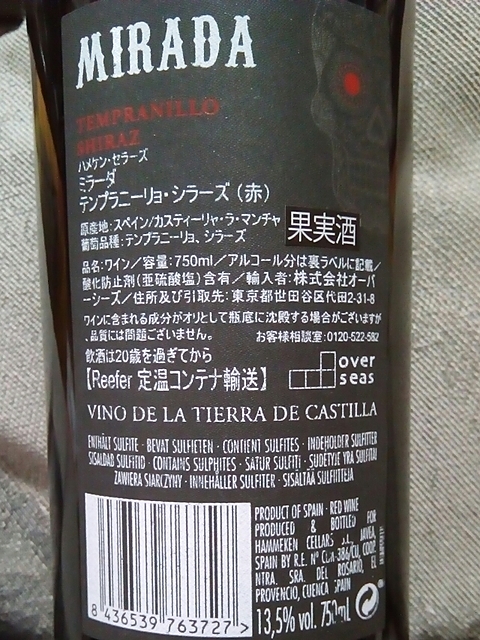 MIRADA
TEMPRANILLO
SHIRAZ
ハメケン・セラーズ
ミラーダ
テンプラニーリョ・シラーズ（赤）
原産地：スペイン/カスティーリャ・ラ・マンチャ
葡萄品種：テンプラニーリョ、シラーズ
果実酒
品名：ワイン／容量：750ml／アルコール分は裏ラベルに記載／
酸化防止剤（亜硫酸塩）含有／輸入者：株式会社オーバ
ーシーズ／住所及び引取先：東京都世田谷区代田2-31-8
ワインに含まれる成分がオリとして瓶底に沈殿する場合がございますが
、品質には問題ございません。 お客様相談室：0120-522-582
飲酒は20歳を過ぎてから
【Reefer 定温コンテナ輸送】
over
seas
VINO DE LA TIERRA DE CASTILLA
ENTHÄLT SULFITE · BEVAT SULFIETEN · CONTIENT SULFITES · INDEHOLDER SULFITTER
SISALDAB SULFITID · CONTAINS SULPHITES · SATUR SULFITI · SUDĖTYJE YRA SULFITAI
ZAWIERA SIARCZYNY · INNEHÅLLER SULFITER · SISÄLTÄÄ SULFIITTEJA
PRODUCT OF SPAIN · RED WINE
PRODUCED & BOTTLED FOR
HAMMEKEN CELLARS S.L, JAVEA,
SPAIN BY R.E. Nº CLM-386/CU, COOP.
NTRA. SRA. DEL ROSARIO, EL
PROVENCIO, CUENCA SPAIN
13,5% vol. 750mL
8 436539 763727 >